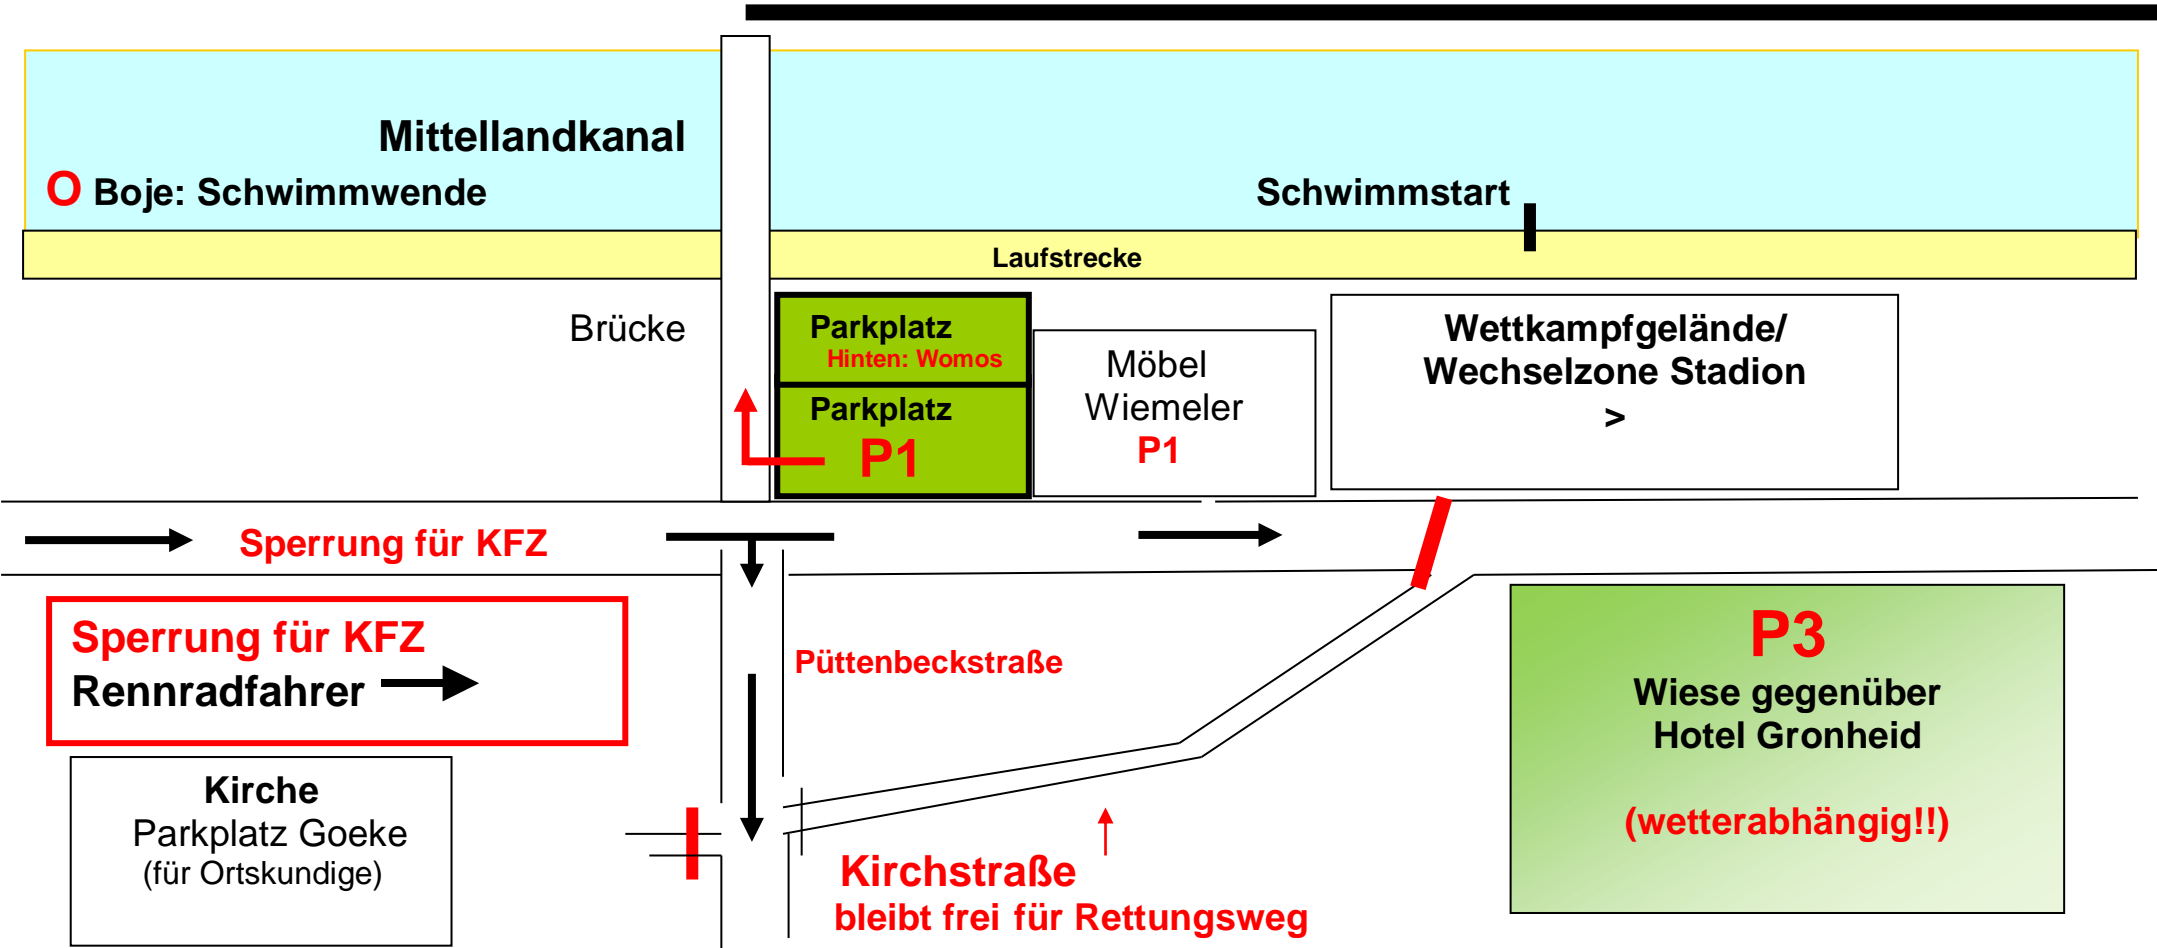 Mittellandkanal
O Boje: Schwimmwende
Schwimmstart
Laufstrecke
Brücke
Parkplatz
Hinten: Womos
Parkplatz
P1
Möbel
Wiemeler
P1
Wettkampfgelände/
Wechselzone Stadion
>
Sperrung für KFZ
Sperrung für KFZ
Rennradfahrer
Püttenbeckstraße
P3
Wiese gegenüber
Hotel Gronheid
(wetterabhängig!!)
Kirche
Parkplatz Goeke
(für Ortskundige)
Kirchstraße
bleibt frei für Rettungsweg